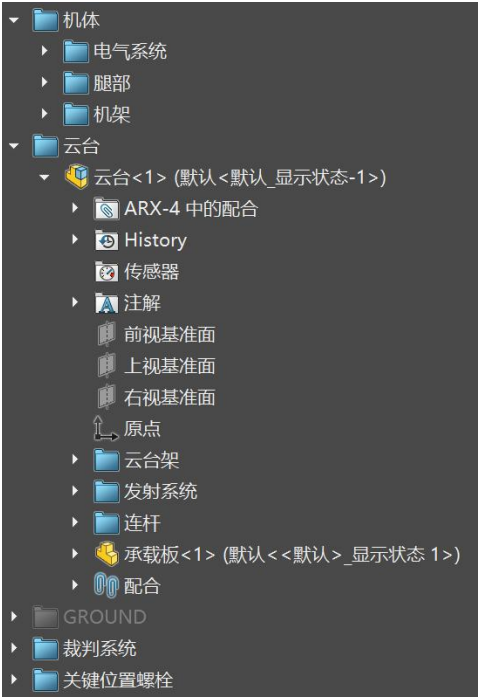 机体
电气系统
腿部
机架
云台
云台<1> (默认<默认_显示状态-1>)
ARX-4 中的配合
History
传感器
注解
前视基准面
上视基准面
右视基准面
原点
云台架
发射系统
连杆
承载板<1> (默认<<默认>_显示状态 1>)
配合
GROUND
裁判系统
关键位置螺栓